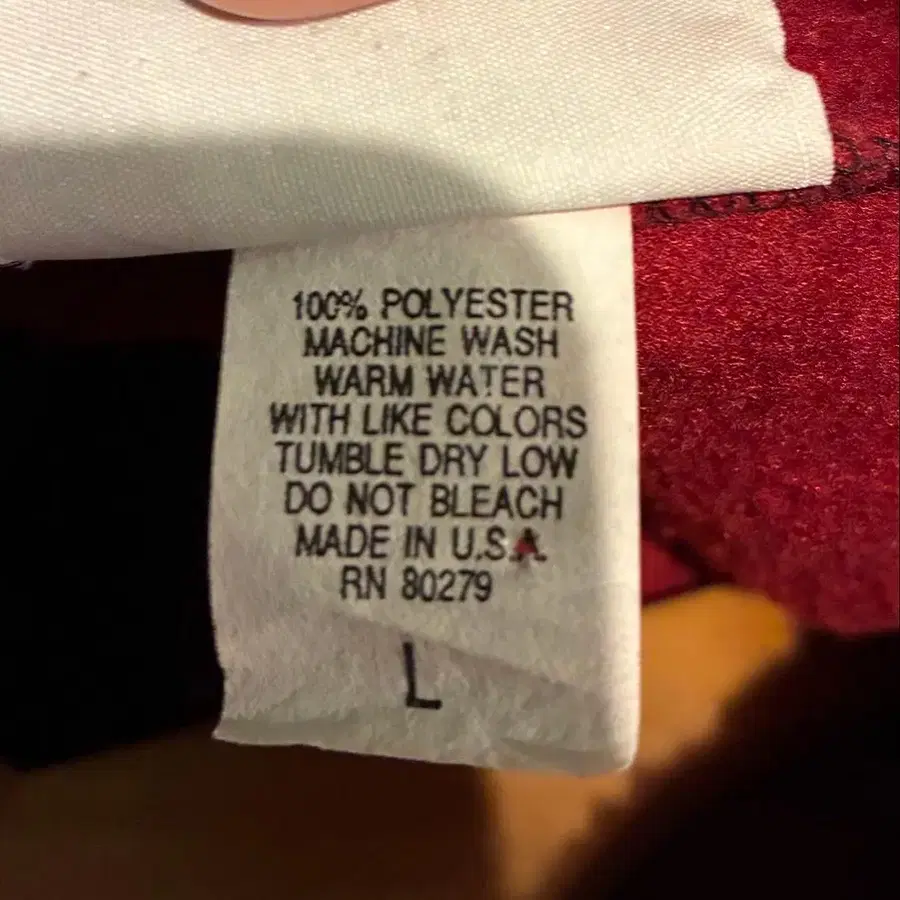 100% POLYESTER
MACHINE WASH
WARM WATER
WITH LIKE COLORS
TUMBLE DRY LOW
DO NOT BLEACH
MADE IN U.S.A.
RN 80279
L